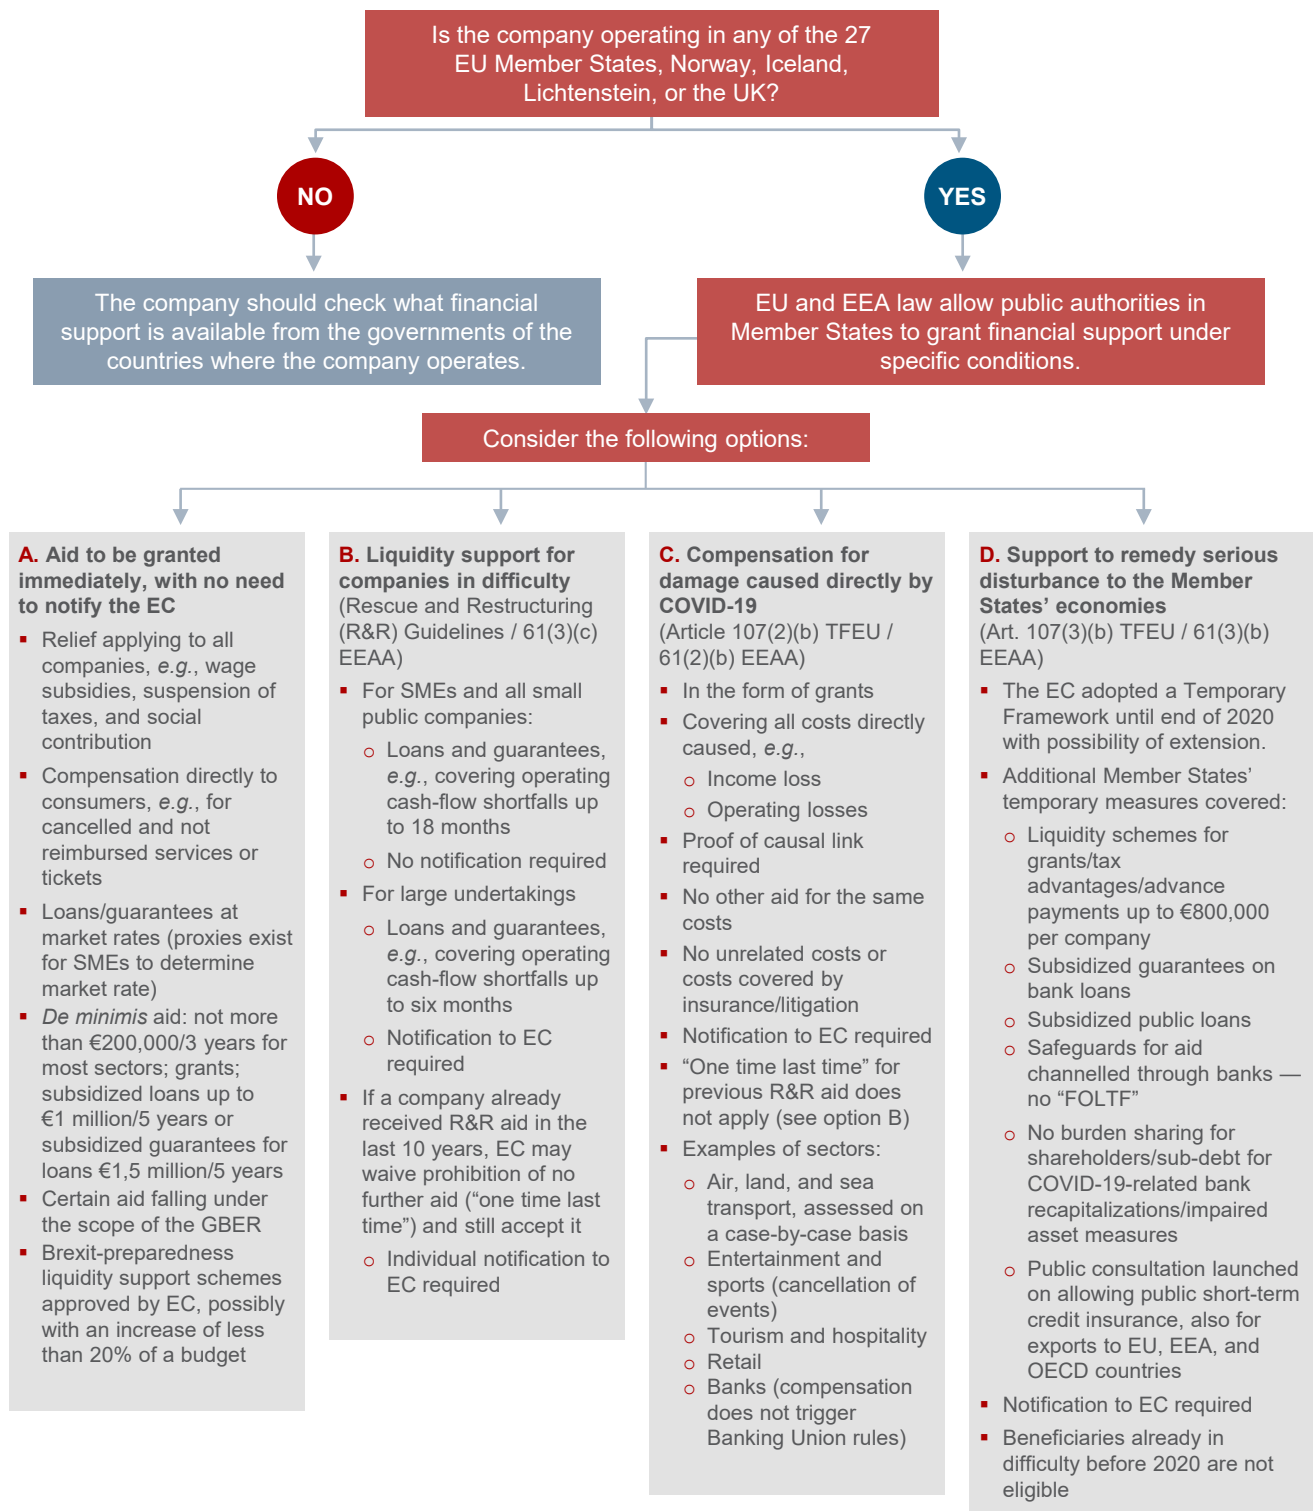 Is the company operating in any of the 27
EU Member States, Norway, Iceland,
Lichtenstein, or the UK?
NO
YES
The company should check what financial
support is available from the governments of the
countries where the company operates.
EU and EEA law allow public authorities in
Member States to grant financial support under
specific conditions.
Consider the following options:
A. Aid to be granted
immediately, with no need
to notify the EC
▪ Relief applying to all
companies, e.g., wage
subsidies, suspension of
taxes, and social
contribution
▪ Compensation directly to
consumers, e.g., for
cancelled and not
reimbursed services or
tickets
▪ Loans/guarantees at
market rates (proxies exist
for SMEs to determine
market rate)
▪ De minimis aid: not more
than €200,000/3 years for
most sectors; grants;
subsidized loans up to
€1 million/5 years or
subsidized guarantees for
loans €1,5 million/5 years
▪ Certain aid falling under
the scope of the GBER
▪ Brexit-preparedness
liquidity support schemes
approved by EC, possibly
with an increase of less
than 20% of a budget
B. Liquidity support for
companies in difficulty
(Rescue and Restructuring
(R&R) Guidelines / 61(3)(c)
EEAA)
▪ For SMEs and all small
public companies:
o Loans and guarantees,
e.g., covering operating
cash-flow shortfalls up
to 18 months
o No notification required
▪ For large undertakings
o Loans and guarantees,
e.g., covering operating
cash-flow shortfalls up
to six months
o Notification to EC
required
▪ If a company already
received R&R aid in the
last 10 years, EC may
waive prohibition of no
further aid (“one time last
time”) and still accept it
o Individual notification to
EC required
C. Compensation for
damage caused directly by
COVID-19
(Article 107(2)(b) TFEU /
61(2)(b) EEAA)
▪ In the form of grants
▪ Covering all costs directly
caused, e.g.,
o Income loss
o Operating losses
▪ Proof of causal link
required
▪ No other aid for the same
costs
▪ No unrelated costs or
costs covered by
insurance/litigation
▪ Notification to EC required
▪ “One time last time” for
previous R&R aid does
not apply (see option B)
▪ Examples of sectors:
o Air, land, and sea
transport, assessed on
a case-by-case basis
o Entertainment and
sports (cancellation of
events)
o Tourism and hospitality
o Retail
o Banks (compensation
does not trigger
Banking Union rules)
D. Support to remedy serious
disturbance to the Member
States’ economies
(Art. 107(3)(b) TFEU / 61(3)(b)
EEAA)
▪ The EC adopted a Temporary
Framework until end of 2020
with possibility of extension.
▪ Additional Member States’
temporary measures covered:
o Liquidity schemes for
grants/tax
advantages/advance
payments up to €800,000
per company
o Subsidized guarantees on
bank loans
o Subsidized public loans
o Safeguards for aid
channelled through banks —
no “FOLTF”
o No burden sharing for
shareholders/sub-debt for
COVID-19-related bank
recapitalizations/impaired
asset measures
o Public consultation launched
on allowing public short-term
credit insurance, also for
exports to EU, EEA, and
OECD countries
▪ Notification to EC required
▪ Beneficiaries already in
difficulty before 2020 are not
eligible